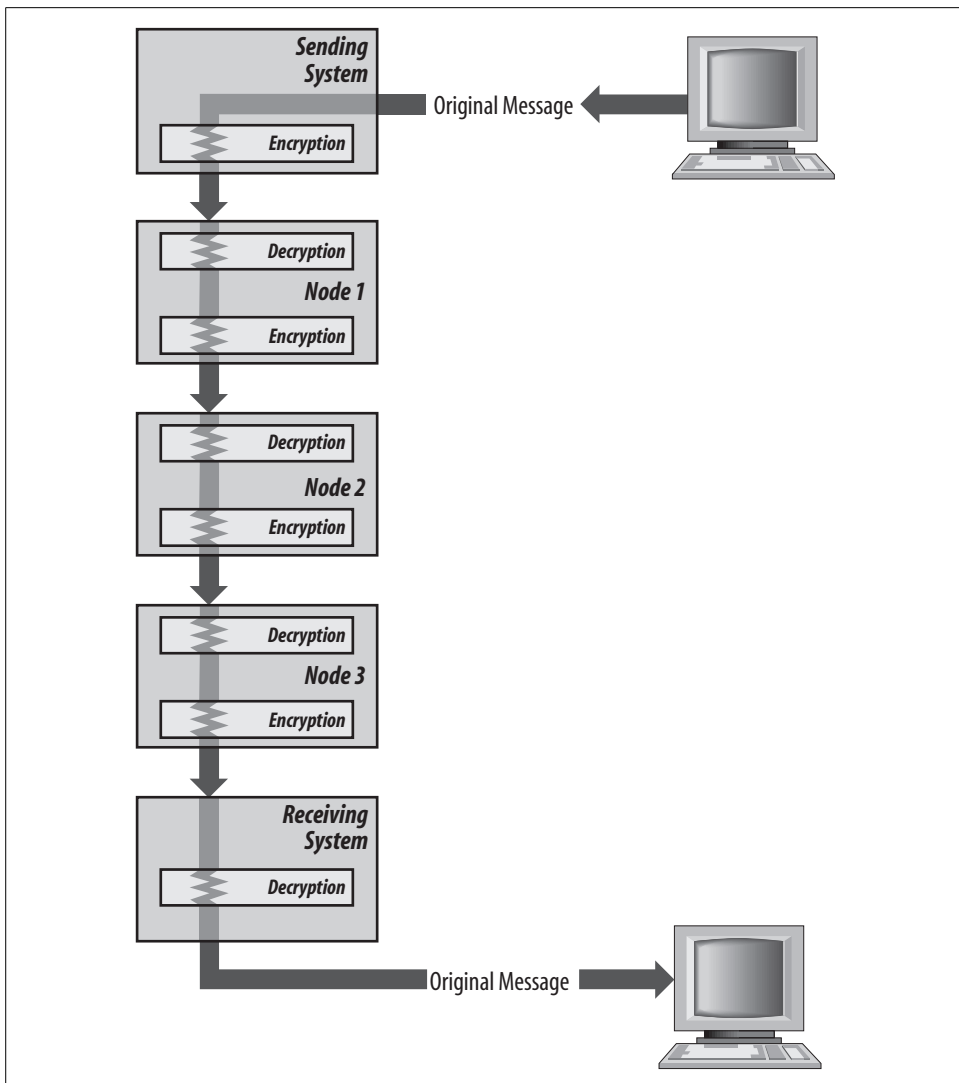 Sending
System
Original Message
Encryption
Decryption
Node 1
Encryption
Decryption
Node 2
Encryption
Decryption
Node 3
Encryption
Receiving
System
Decryption
Original Message